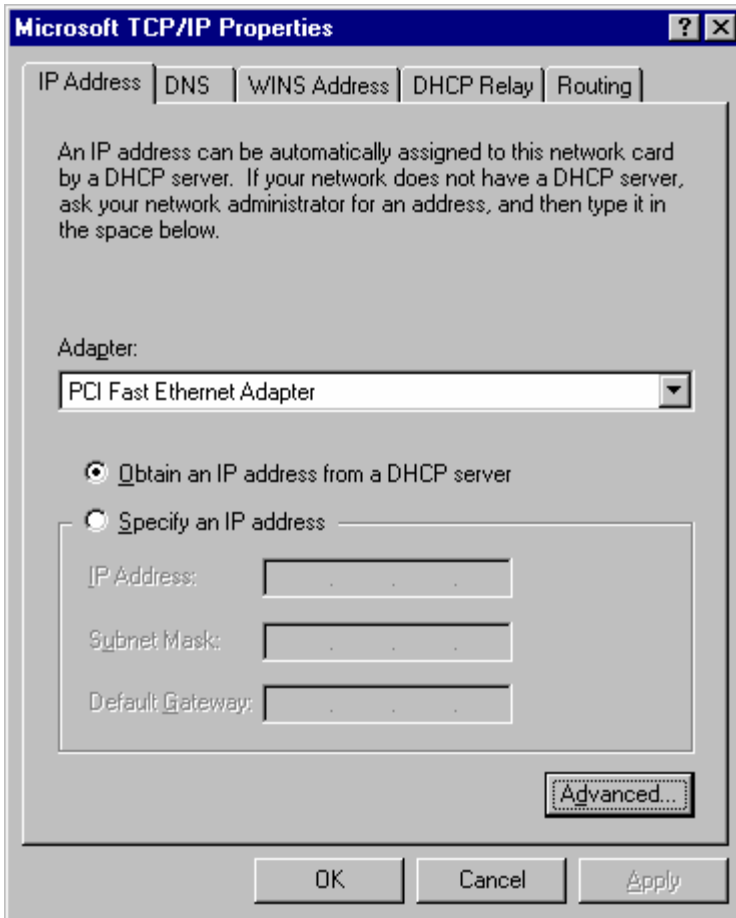 Microsoft TCP/IP Properties
IP Address DNS WINS Address DHCP Relay Routing
An IP address can be automatically assigned to this network card
by a DHCP server. If your network does not have a DHCP server,
ask your network administrator for an address, and then type it in
the space below.
Adapter:
PCI Fast Ethernet Adapter
Obtain an IP address from a DHCP server
Specify an IP address
IP Address: . . .
Subnet Mask: . . .
Default Gateway: . . .
Advanced...
OK Cancel Apply